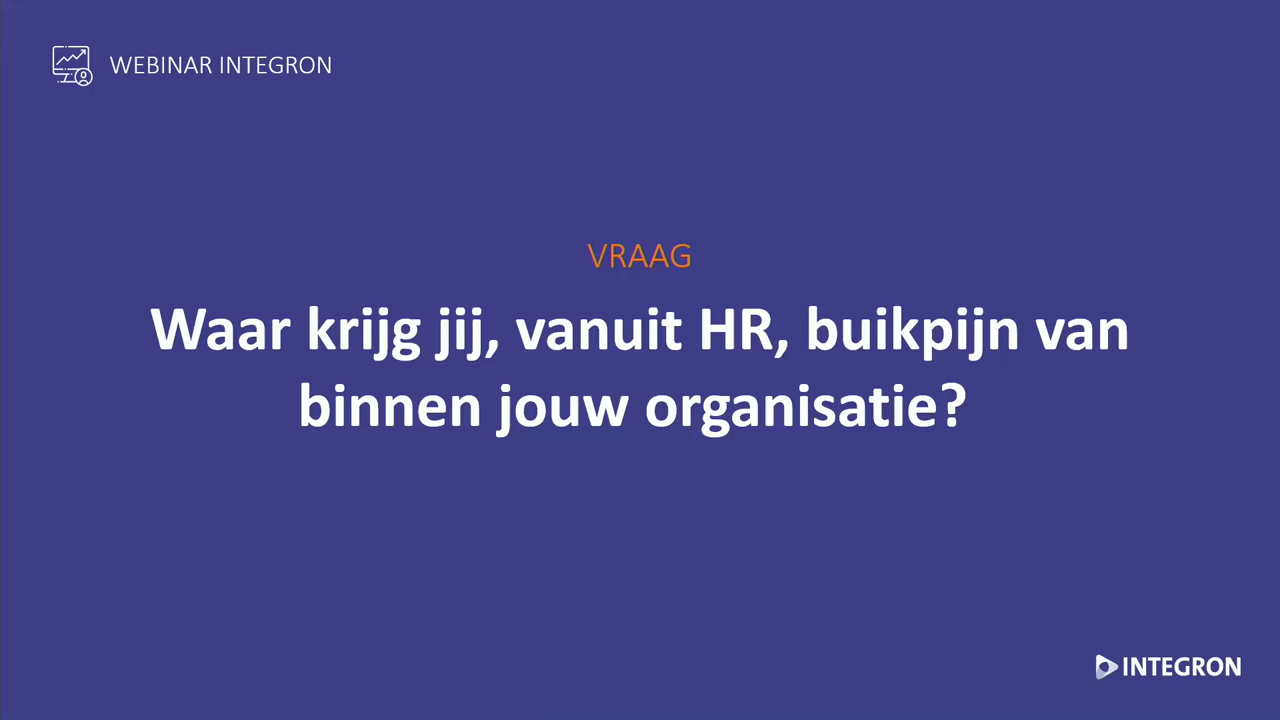 WEBINAR INTEGRON
VRAAG
Waar krijg jij, vanuit HR, buikpijn van
binnen jouw organisatie?
INTEGRON